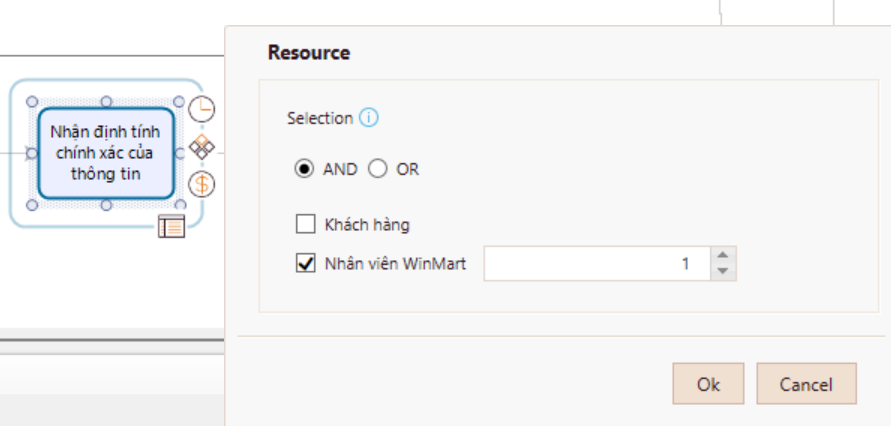 Nhận định tính
chính xác của
thông tin
Resource
Selection
AND OR
Khách hàng
Nhân viên WinMart 1
Ok Cancel